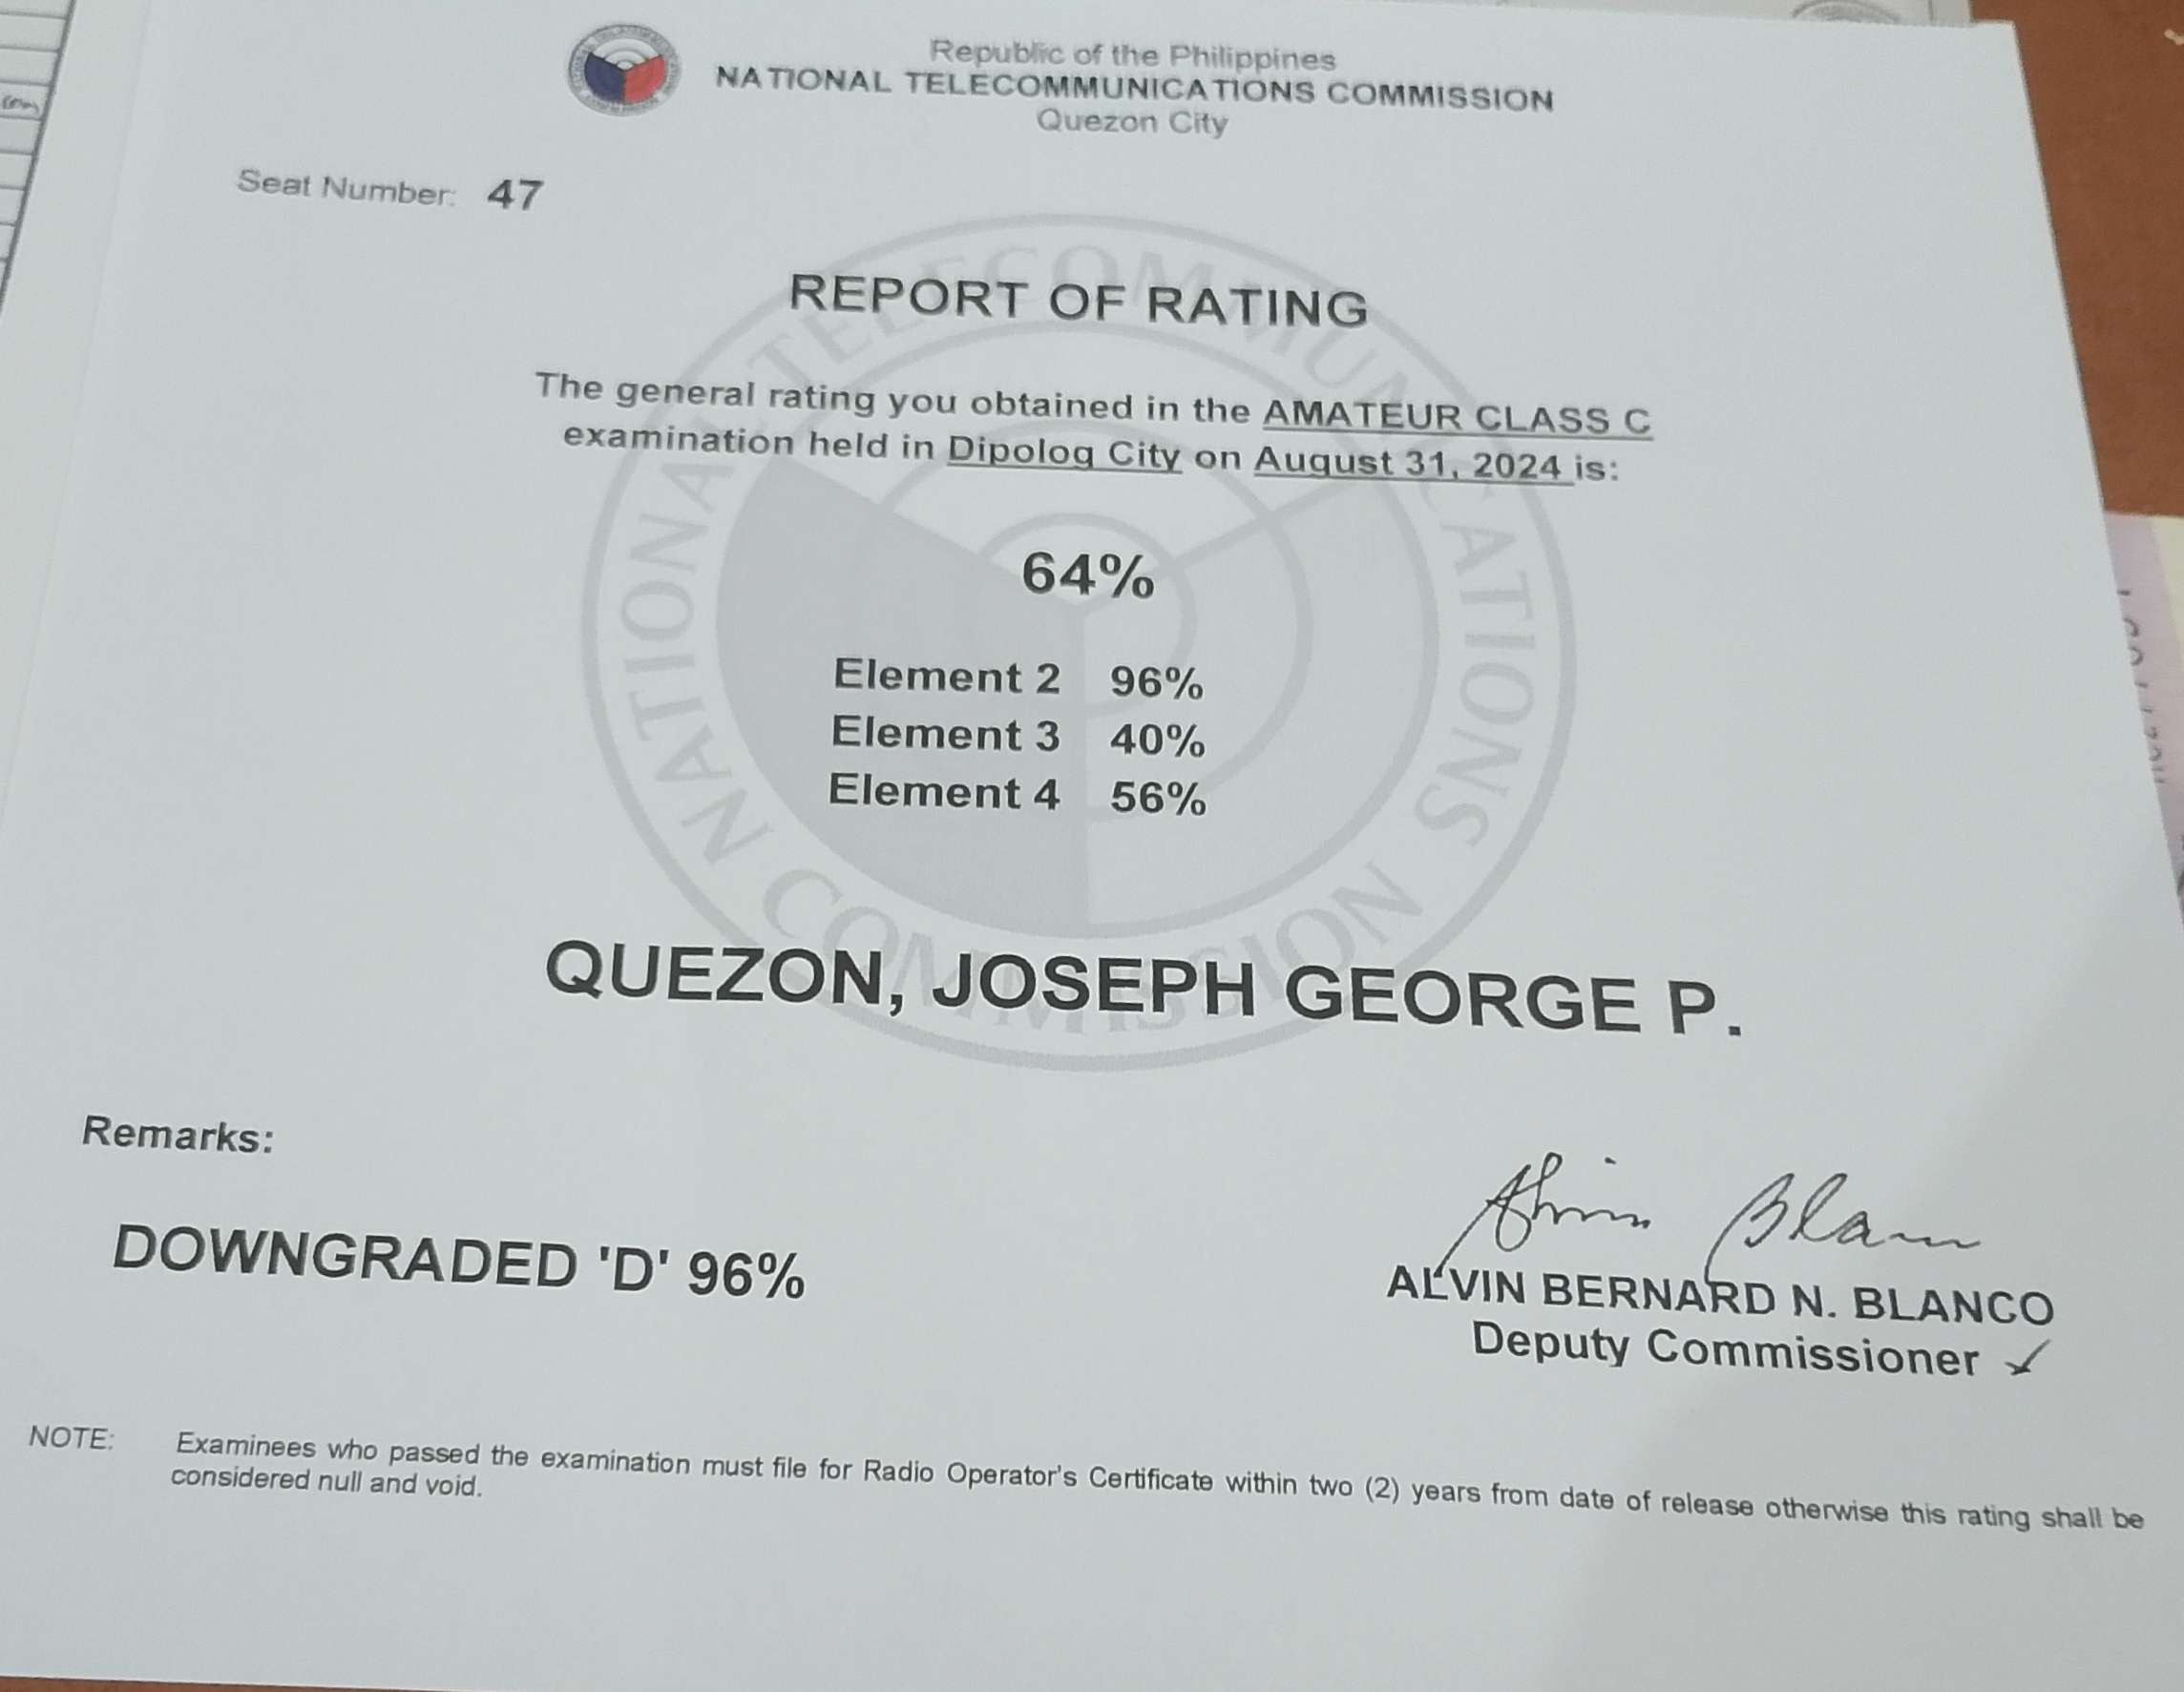 Republic of the Philippines
NATIONAL TELECOMMUNICATIONS COMMISSION
Quezon City
Seat Number: 47
REPORT OF RATING
The general rating you obtained in the AMATEUR CLASS C
examination held in Dipolog City on August 31, 2024 is:
64%
Element 2 96%
Element 3 40%
Element 4 56%
NATIONAL TELECOMMUNICATIONS COMMISSION
QUEZON, JOSEPH GEORGE P.
Remarks:
DOWNGRADED 'D' 96%
ALVIN BERNARD N. BLANCO
Deputy Commissioner
NOTE: Examinees who passed the examination must file for Radio Operator's Certificate within two (2) years from date of release otherwise this rating shall be
considered null and void.